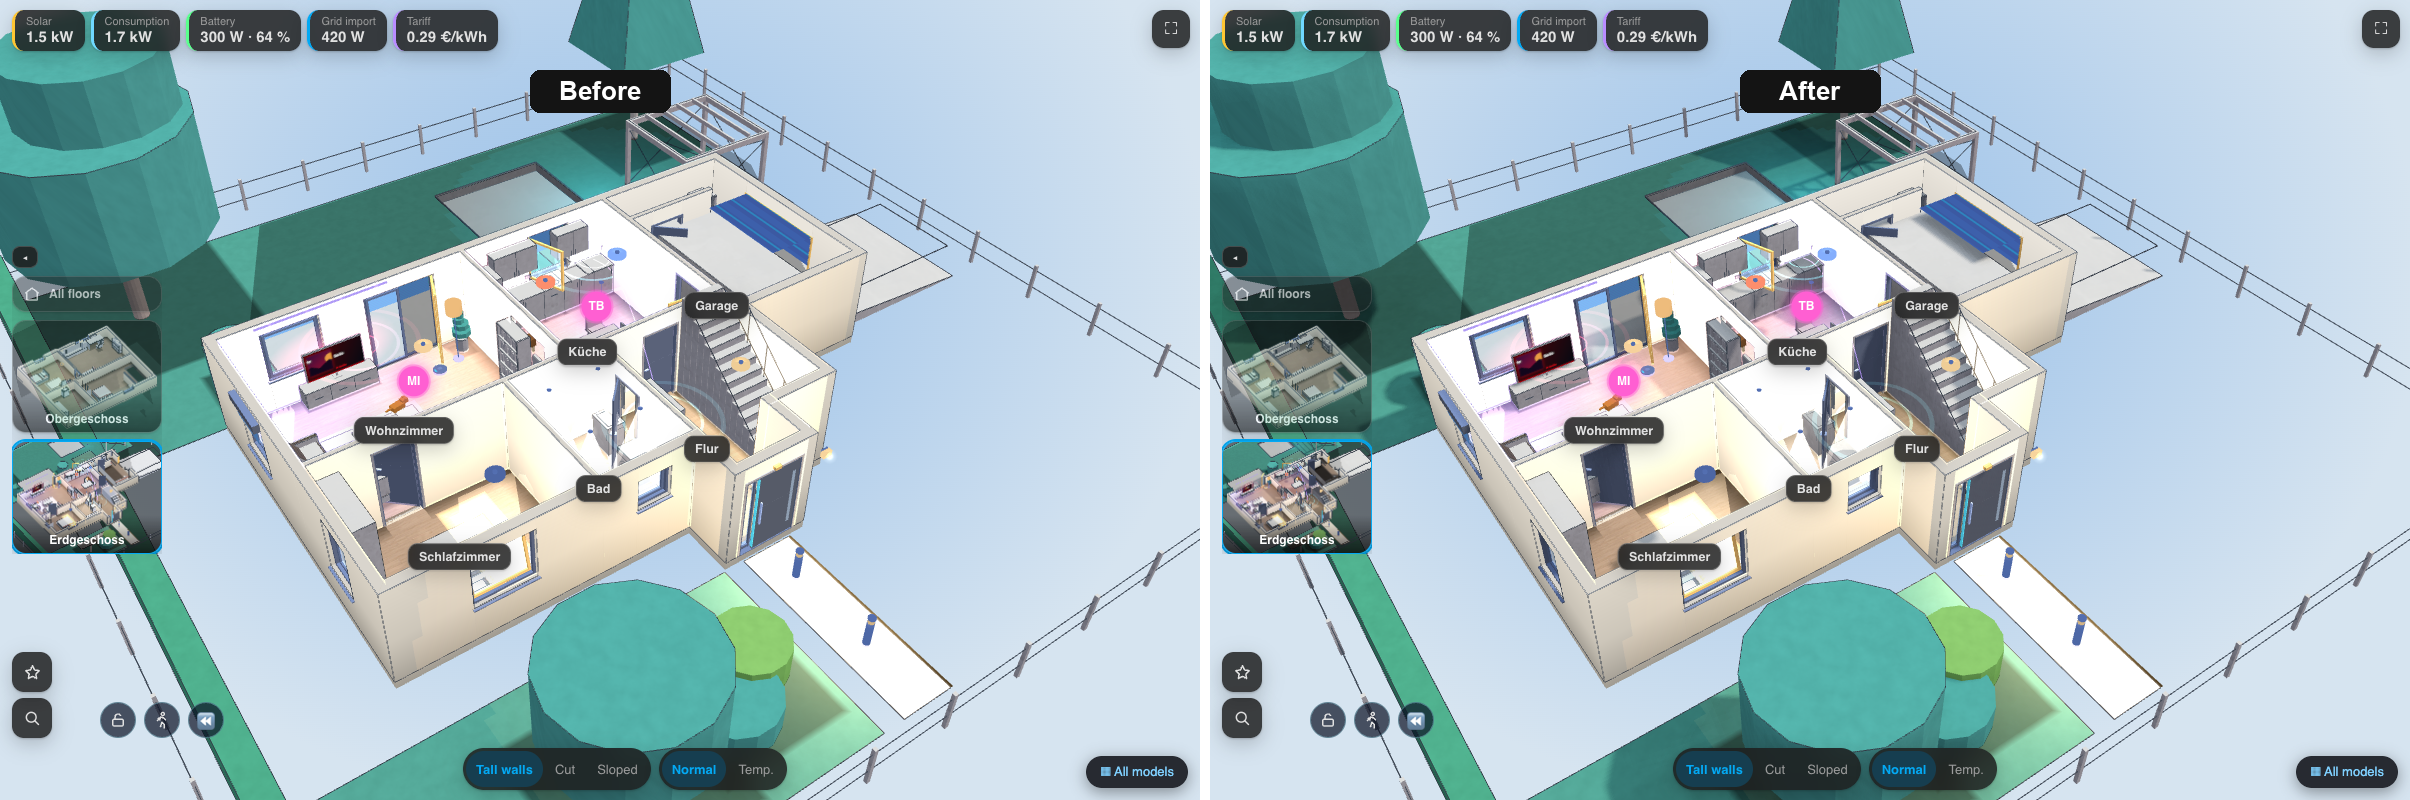 Solar
1.5 kW
Consumption
1.7 kW
Battery
300 W · 64 %
Grid import
420 W
Tariff
0.29 €/kWh
Before
All floors
Obergeschoss
Erdgeschoss
TB
MI
Garage
Küche
Wohnzimmer
Flur
Bad
Schlafzimmer
Tall walls
Cut
Sloped
Normal
Temp.
All models
Solar
1.5 kW
Consumption
1.7 kW
Battery
300 W · 64 %
Grid import
420 W
Tariff
0.29 €/kWh
After
All floors
Obergeschoss
Erdgeschoss
TB
MI
Garage
Küche
Wohnzimmer
Flur
Bad
Schlafzimmer
Tall walls
Cut
Sloped
Normal
Temp.
All models